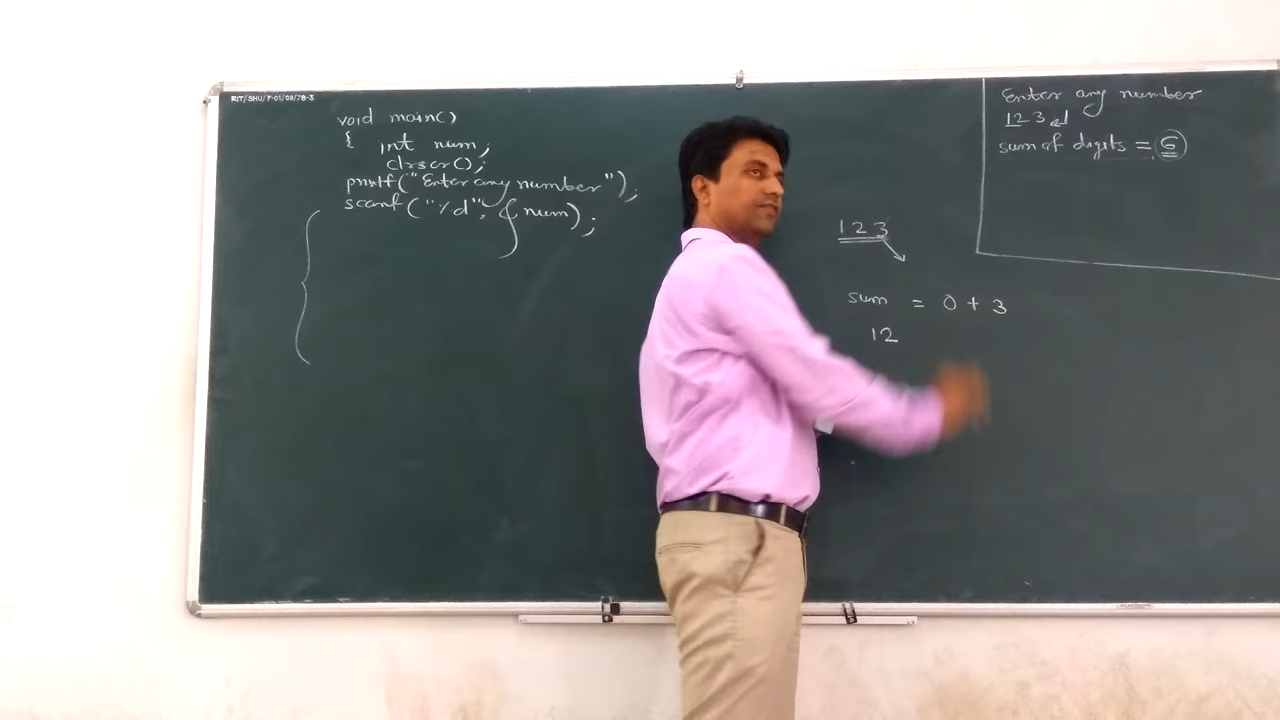 RIT/SHU/F-01/09/78-3
void main()
{ int num;
clrscr();
printf("Enter any number");
scanf("%d", &num);
{
123
sum = 0 + 3
12
Enter any number
123 ↵
sum of digits = 6